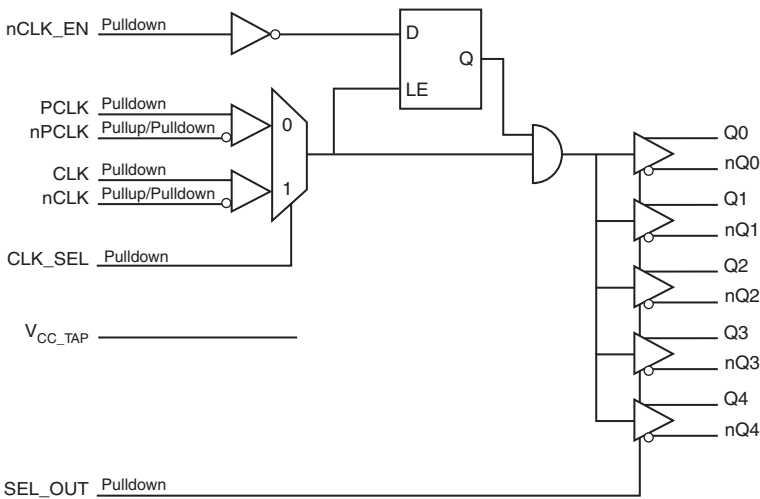 nCLK_EN Pulldown
D
Q
LE
PCLK Pulldown
nPCLK Pullup/Pulldown
0
CLK Pulldown
nCLK Pullup/Pulldown
1
CLK_SEL Pulldown
VCC_TAP
Q0
nQ0
Q1
nQ1
Q2
nQ2
Q3
nQ3
Q4
nQ4
SEL_OUT Pulldown